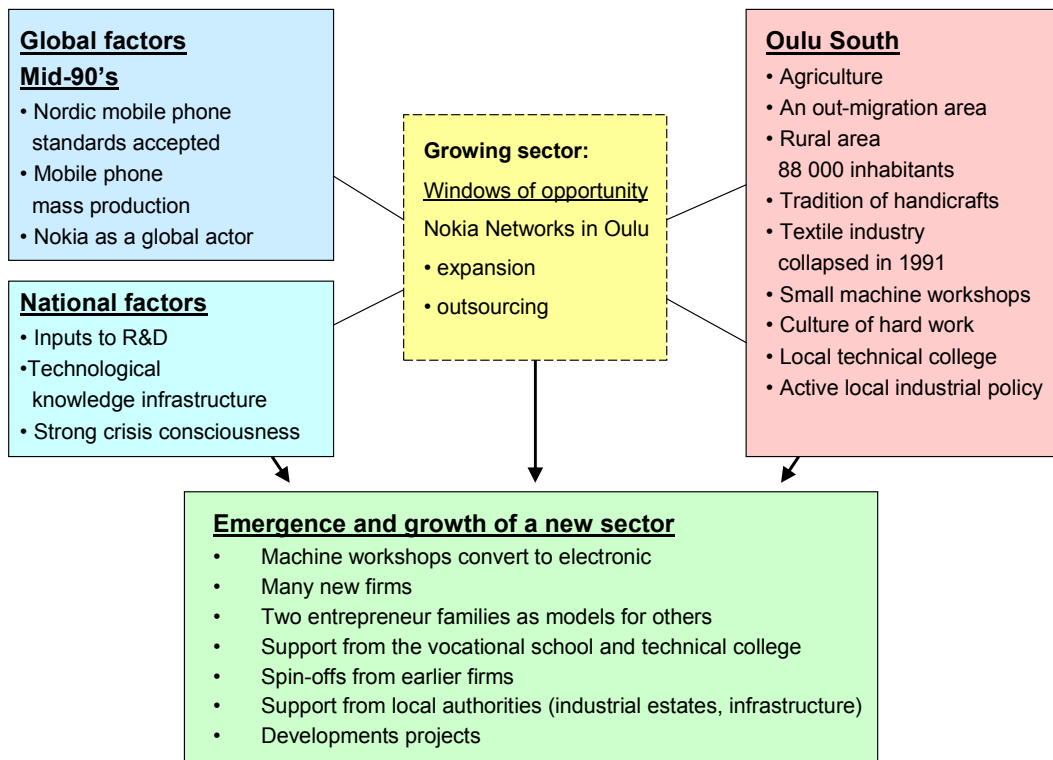 Global factors
Mid-90's
• Nordic mobile phone
standards accepted
• Mobile phone
mass production
• Nokia as a global actor
National factors
• Inputs to R&D
•Technological
knowledge infrastructure
• Strong crisis consciousness
Growing sector:
Windows of opportunity
Nokia Networks in Oulu
• expansion
• outsourcing
Oulu South
• Agriculture
• An out-migration area
• Rural area
88 000 inhabitants
• Tradition of handicrafts
• Textile industry
collapsed in 1991
• Small machine workshops
• Culture of hard work
• Local technical college
• Active local industrial policy
Emergence and growth of a new sector
• Machine workshops convert to electronic
• Many new firms
• Two entrepreneur families as models for others
• Support from the vocational school and technical college
• Spin-offs from earlier firms
• Support from local authorities (industrial estates, infrastructure)
• Developments projects